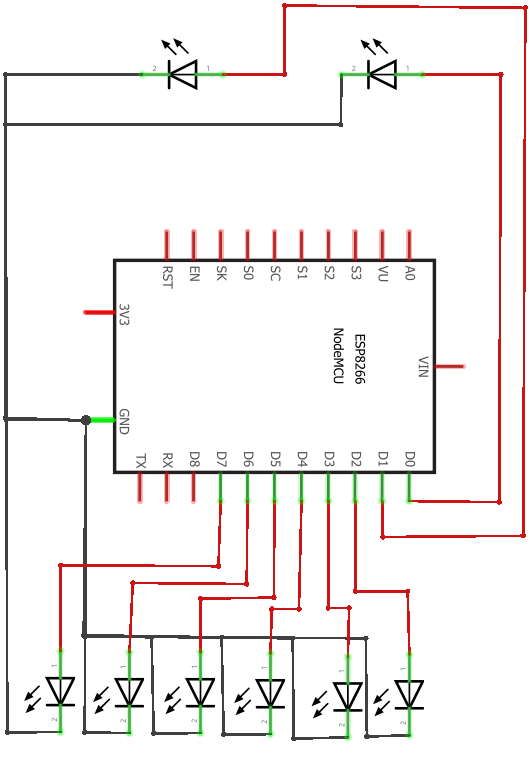 2 1 2 1
RST EN SK S0 SC S1 S2 S3 VU A0
3V3
ESP8266
NodeMCU
VIN
GND
TX RX D8 D7 D6 D5 D4 D3 D2 D1 D0
1 1 1 1 1 1
2 2 2 2 2 2